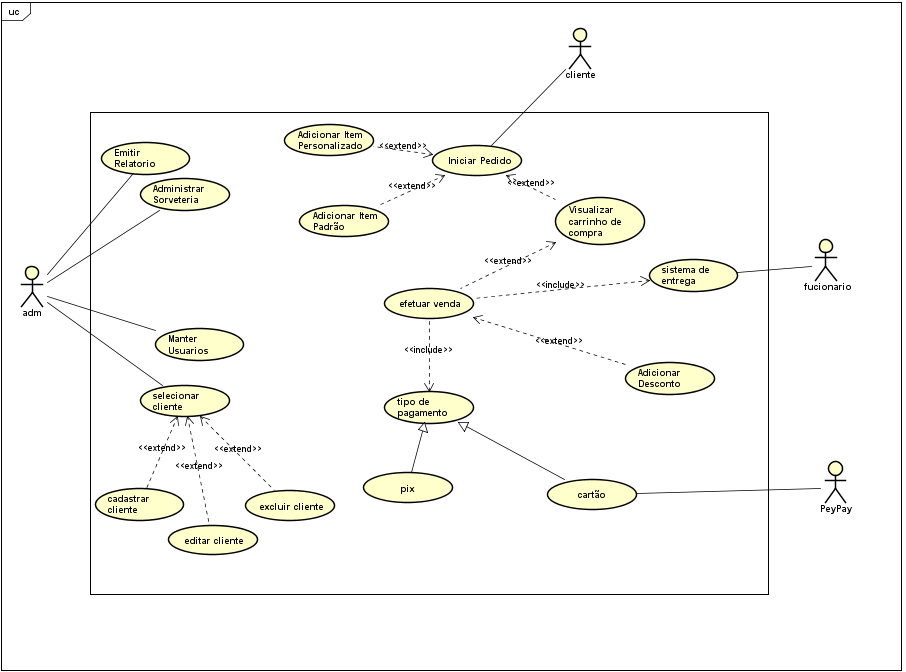 uc
cliente
Adicionar Item
Personalizado
<<extend>>
Iniciar Pedido
Emitir
Relatorio
Administrar
Sorveteria
<<extend>>
<<extend>>
Adicionar Item
Padrão
Visualizar
carrinho de
compra
<<extend>>
sistema de
entrega
fucionario
<<include>>
adm
efetuar venda
Manter
Usuarios
<<include>>
<<extend>>
Adicionar
Desconto
selecionar
cliente
tipo de
pagamento
<<extend>>
<<extend>>
<<extend>>
pix
cartão
PeyPay
cadastrar
cliente
excluir cliente
editar cliente